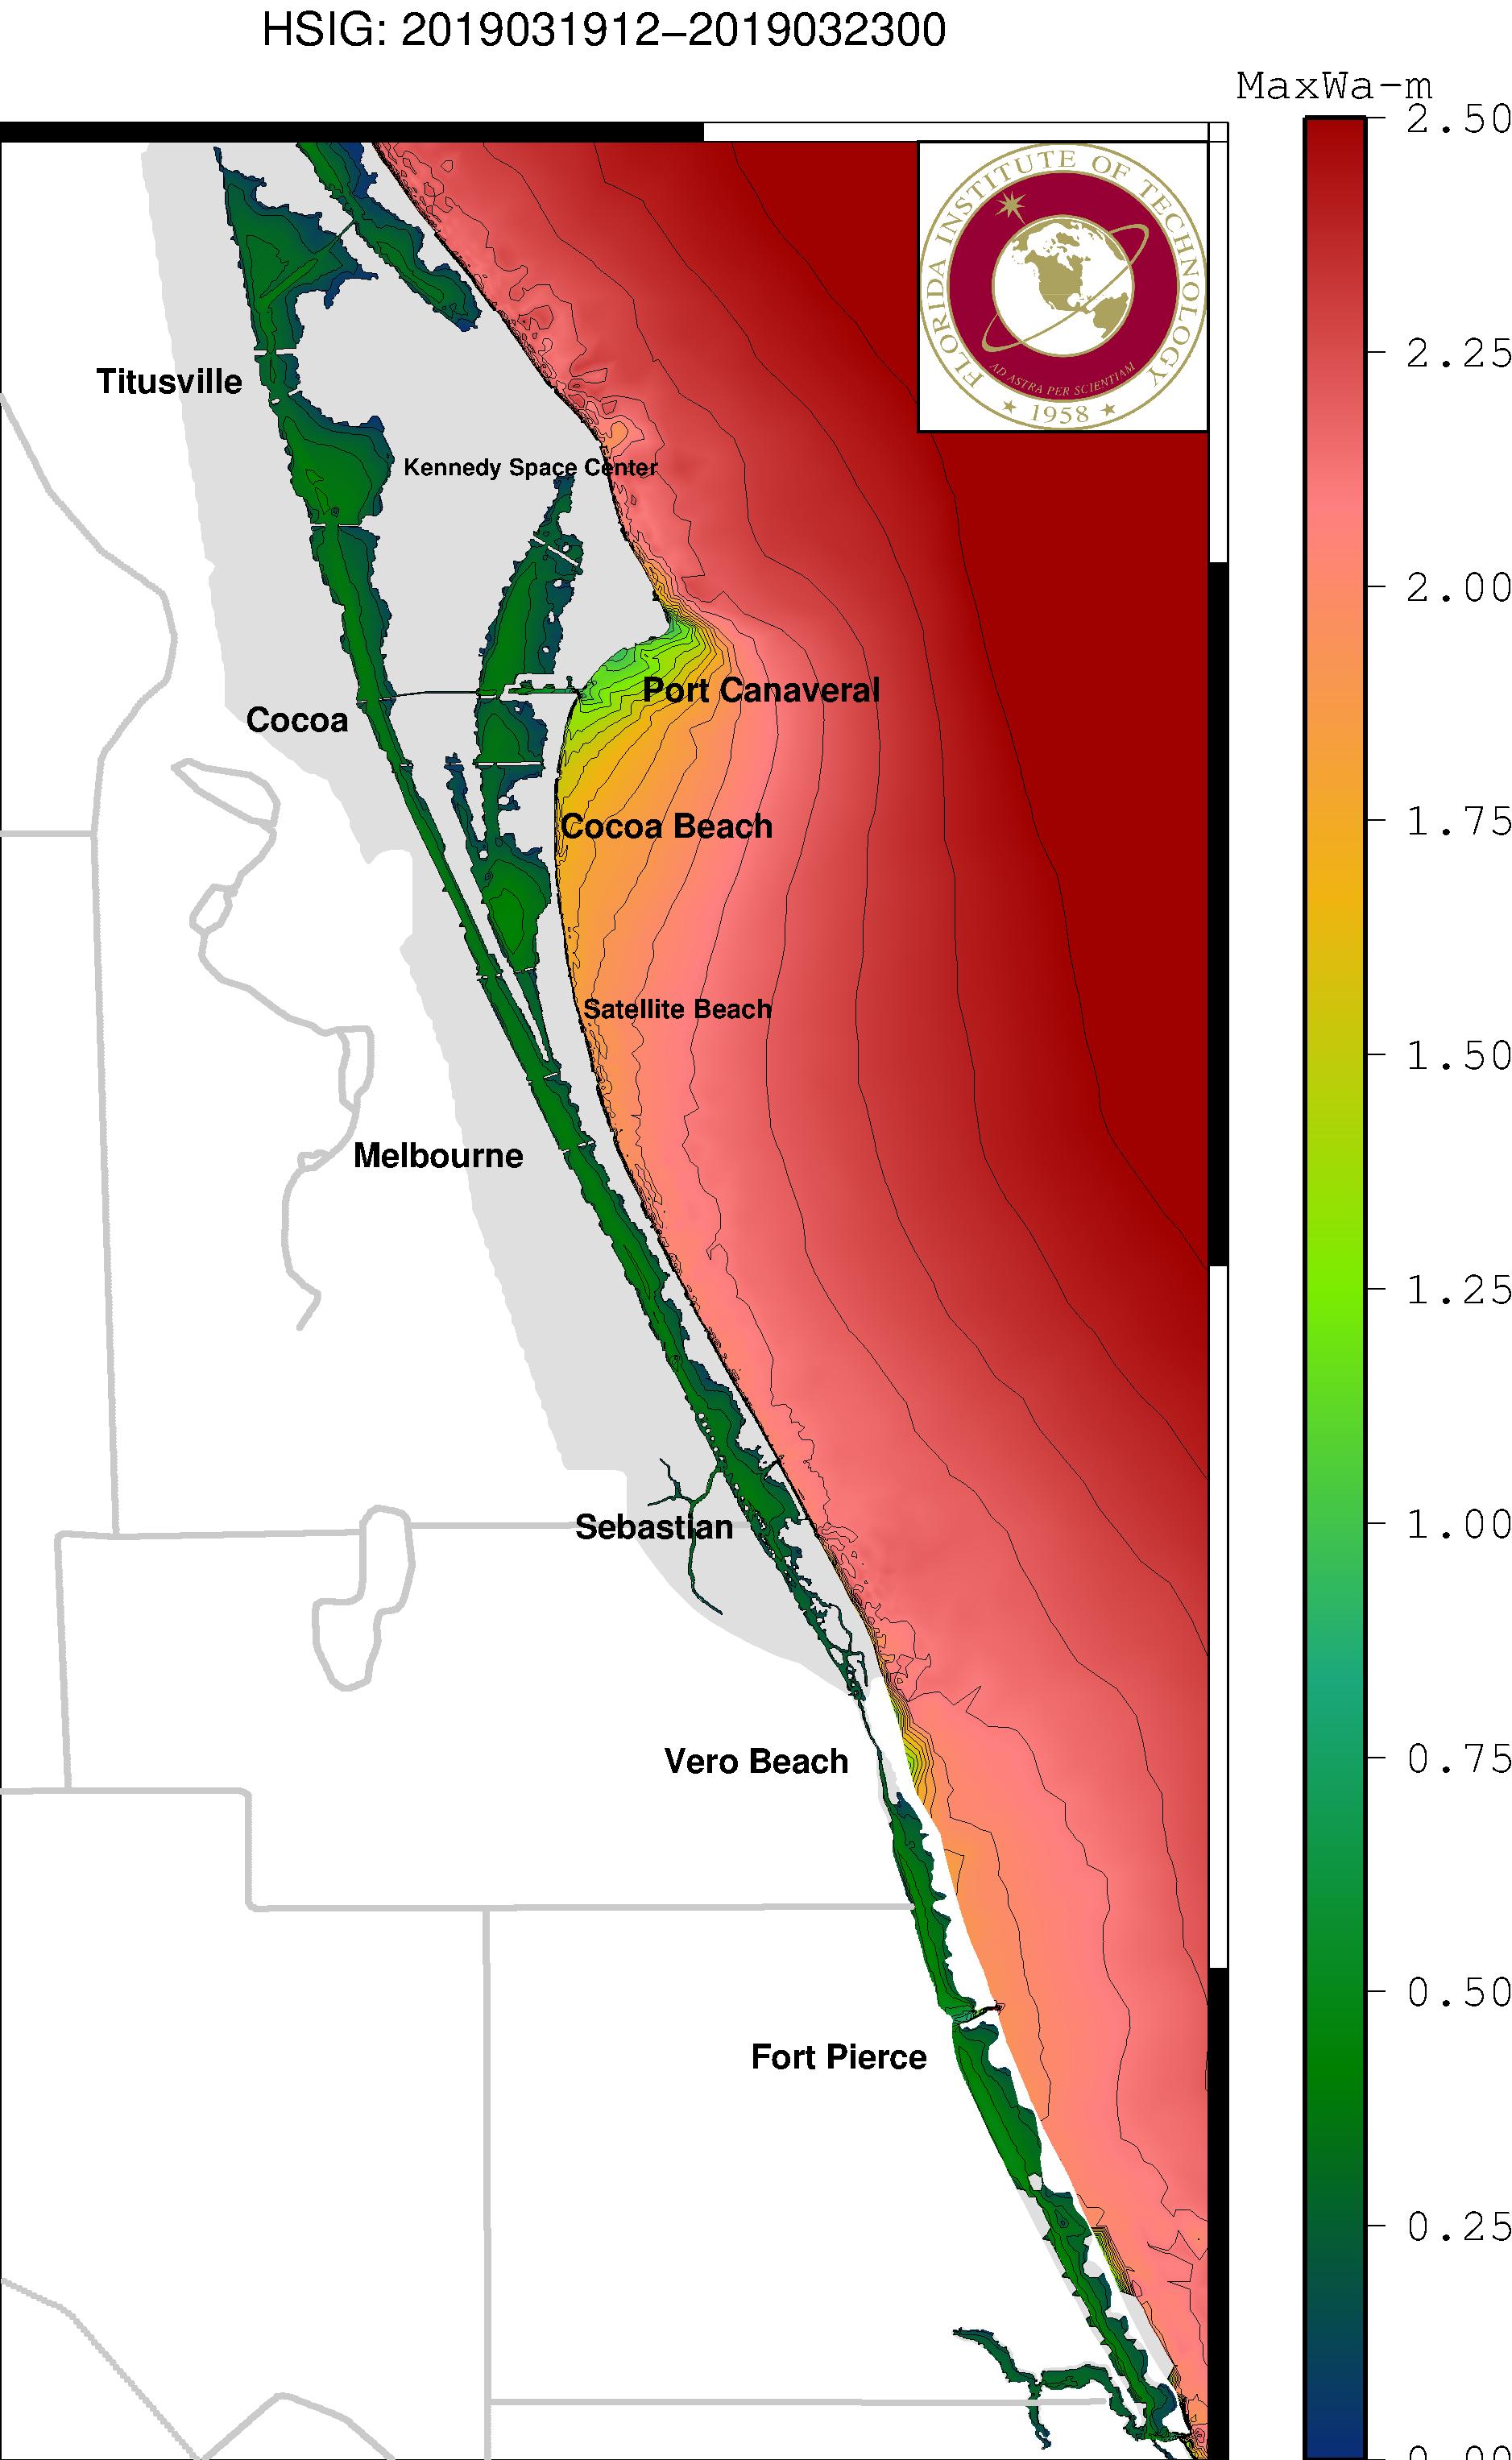 HSIG: 2019031912–2019032300
MaxWa-m
2.50
2.25
2.00
1.75
1.50
1.25
1.00
0.75
0.50
0.25
0.00
FLORIDA INSTITUTE OF TECHNOLOGY
AD ASTRA PER SCIENTIAM
★ 1958 ★
Titusville
Kennedy Space Center
Port Canaveral
Cocoa
Cocoa Beach
Satellite Beach
Melbourne
Sebastian
Vero Beach
Fort Pierce